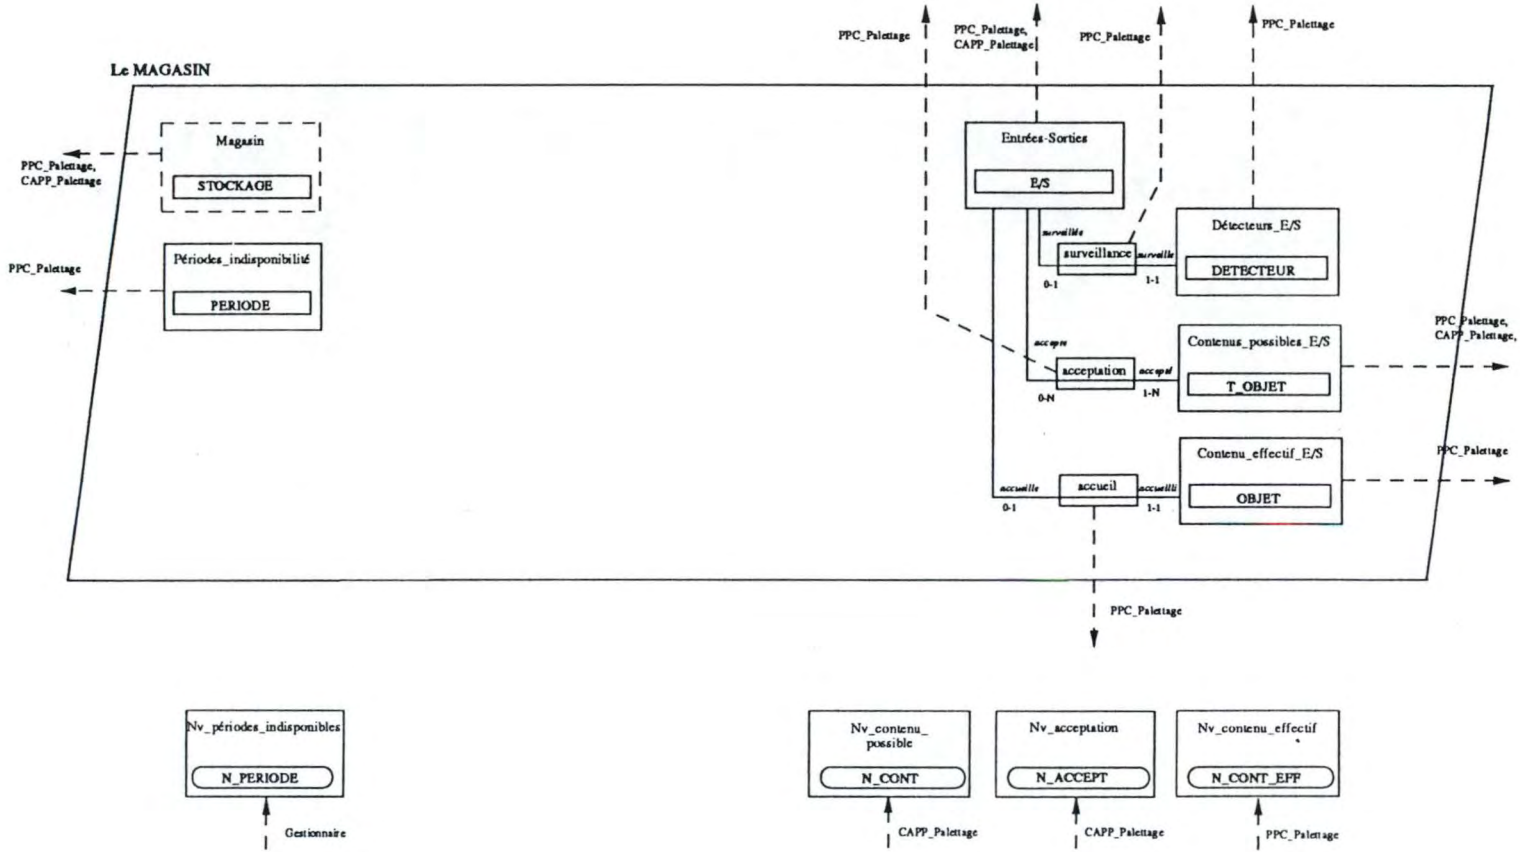 PPC_Palettage
PPC_Palettage,
CAPP_Palettage
PPC_Palettage
PPC_Palettage
Le MAGASIN
Magasin
STOCKAGE
PPC_Palettage,
CAPP_Palettage
Périodes_indisponibilité
PERIODE
PPC_Palettage
Entrées-Sorties
E/S
surveillée
surveillance
surveille
0-1
1-1
Détecteurs_E/S
DETECTEUR
accepte
acceptation
accepté
0-N
1-N
Contenus_possibles_E/S
T_OBJET
PPC_Palettage,
CAPP_Palettage,
accueille
accueil
accueilli
0-1
1-1
Contenu_effectif_E/S
OBJET
PPC_Palettage
PPC_Palettage
Nv_périodes_indisponibles
N_PERIODE
Gestionnaire
Nv_contenu_
possible
N_CONT
CAPP_Palettage
Nv_acceptation
N_ACCEPT
CAPP_Palettage
Nv_contenu_effectif
N_CONT_EFF
PPC_Palettage